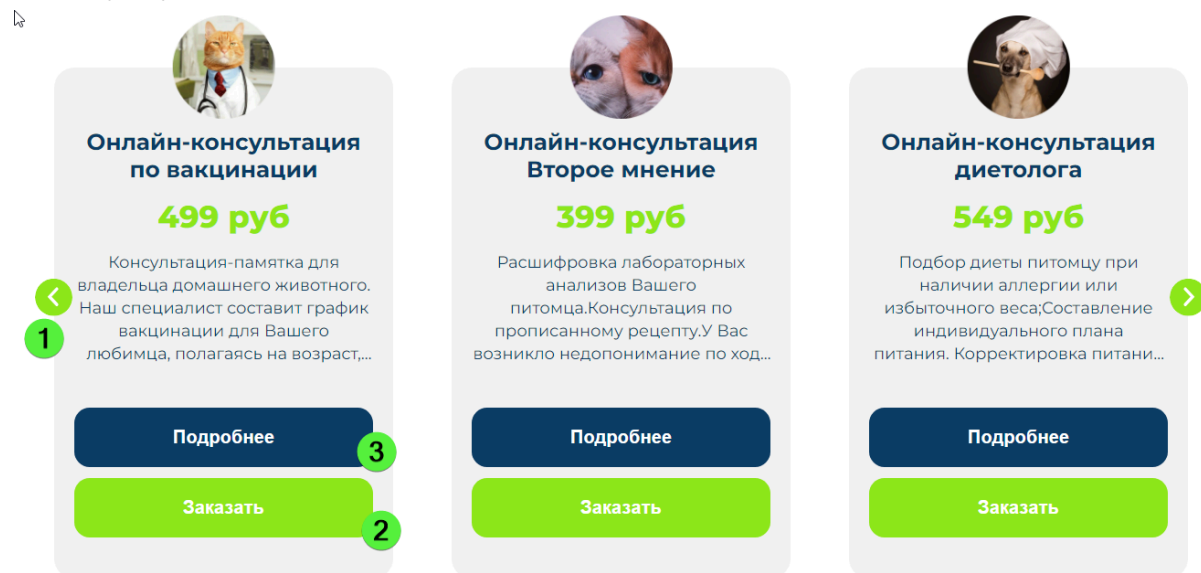 Онлайн-консультация
по вакцинации
499 руб
Консультация-памятка для
владельца домашнего животного.
Наш специалист составит график
вакцинации для Вашего
любимца, полагаясь на возраст,...
1
Подробнее
3
Заказать
2
Онлайн-консультация
Второе мнение
399 руб
Расшифровка лабораторных
анализов Вашего
питомца.Консультация по
прописанному рецепту.У Вас
возникло недопонимание по ход...
Подробнее
Заказать
Онлайн-консультация
диетолога
549 руб
Подбор диеты питомцу при
наличии аллергии или
избыточного веса;Составление
индивидуального плана
питания. Корректировка питани...
Подробнее
Заказать